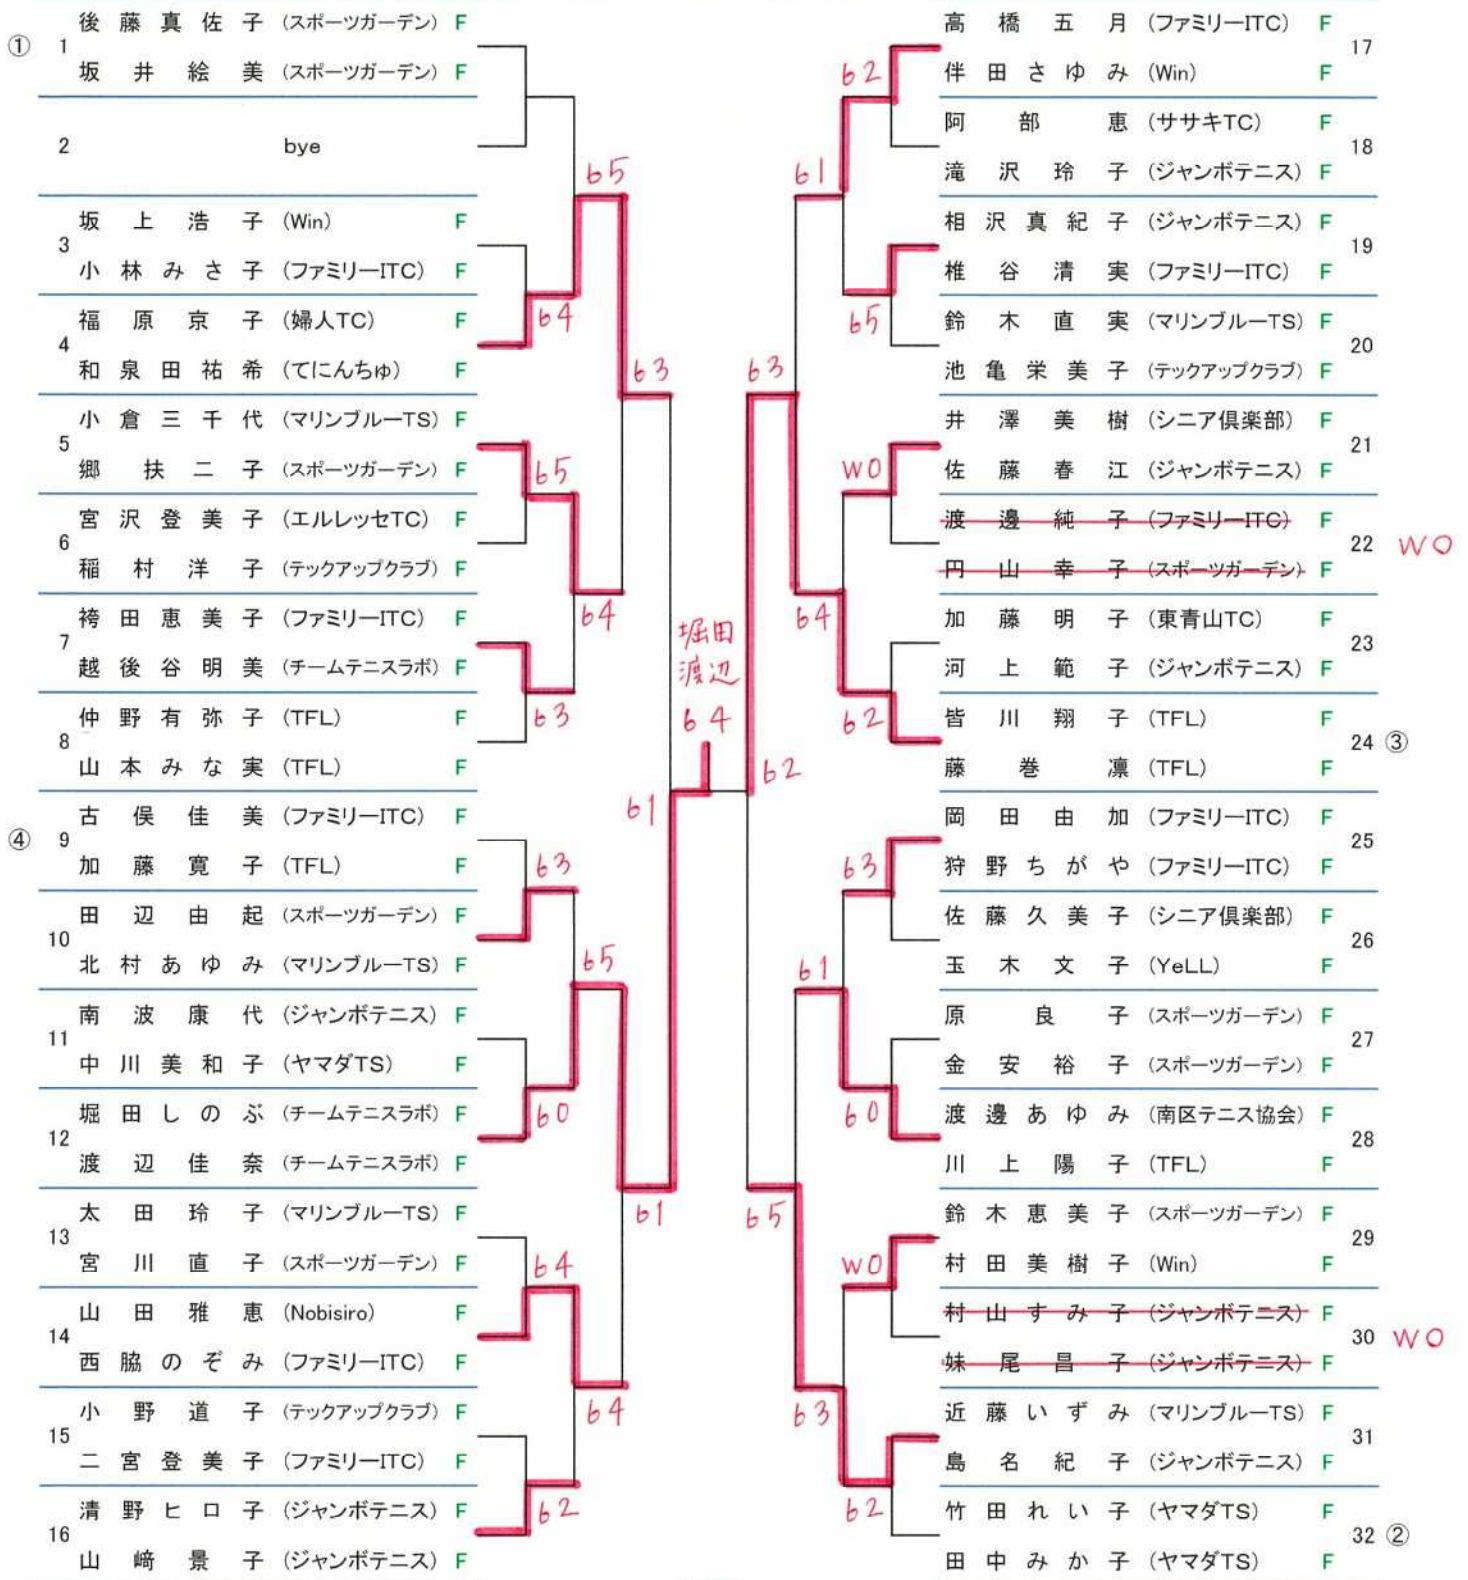 後藤真佐子 (スポーツガーデン) F
① 1
坂井絵美 (スポーツガーデン) F
2 bye
坂上浩子 (Win) F
3
小林みさ子 (ファミリーITC) F
福原京子 (婦人TC) F
4
和泉田祐希 (てにんちゅ) F
小倉三千代 (マリンブルーTS) F
5
郷扶二子 (スポーツガーデン) F
宮沢登美子 (エルレッセTC) F
6
稲村洋子 (テックアップクラブ) F
袴田恵美子 (ファミリーITC) F
7
越後谷明美 (チームテニスラボ) F
仲野有弥子 (TFL) F
8
山本みな実 (TFL) F
古俣佳美 (ファミリーITC) F
④ 9
加藤寛子 (TFL) F
田辺由起 (スポーツガーデン) F
10
北村あゆみ (マリンブルーTS) F
南波康代 (ジャンボテニス) F
11
中川美和子 (ヤマダTS) F
堀田しのぶ (チームテニスラボ) F
12
渡辺佳奈 (チームテニスラボ) F
太田玲子 (マリンブルーTS) F
13
宮川直子 (スポーツガーデン) F
山田雅恵 (Nobisiro) F
14
西脇のぞみ (ファミリーITC) F
小野道子 (テックアップクラブ) F
15
二宮登美子 (ファミリーITC) F
清野ヒロ子 (ジャンボテニス) F
16
山﨑景子 (ジャンボテニス) F
64
65
63
63
60
64
62
65
64
65
64
63
61
61
堀田
渡辺
64
62
63
65
61
64
61
63
62
65
WO
62
63
60
WO
62
高橋五月 (ファミリーITC) F
17
伴田さゆみ (Win) F
阿部恵 (ササキTC) F
18
滝沢玲子 (ジャンボテニス) F
相沢真紀子 (ジャンボテニス) F
19
椎谷清実 (ファミリーITC) F
鈴木直実 (マリンブルーTS) F
20
池亀栄美子 (テックアップクラブ) F
井澤美樹 (シニア倶楽部) F
21
佐藤春江 (ジャンボテニス) F
渡邊純子 (ファミリーITC) F
22 WO
円山幸子 (スポーツガーデン) F
加藤明子 (東青山TC) F
23
河上範子 (ジャンボテニス) F
皆川翔子 (TFL) F
24 ③
藤巻凛 (TFL) F
岡田由加 (ファミリーITC) F
25
狩野ちがや (ファミリーITC) F
佐藤久美子 (シニア倶楽部) F
26
玉木文子 (YeLL) F
原良子 (スポーツガーデン) F
27
金安裕子 (スポーツガーデン) F
渡邊あゆみ (南区テニス協会) F
28
川上陽子 (TFL) F
鈴木恵美子 (スポーツガーデン) F
29
村田美樹子 (Win) F
村山すみ子 (ジャンボテニス) F
30 WO
妹尾昌子 (ジャンボテニス) F
近藤いずみ (マリンブルーTS) F
31
島名紀子 (ジャンボテニス) F
竹田れい子 (ヤマダTS) F
32 ②
田中みか子 (ヤマダTS) F